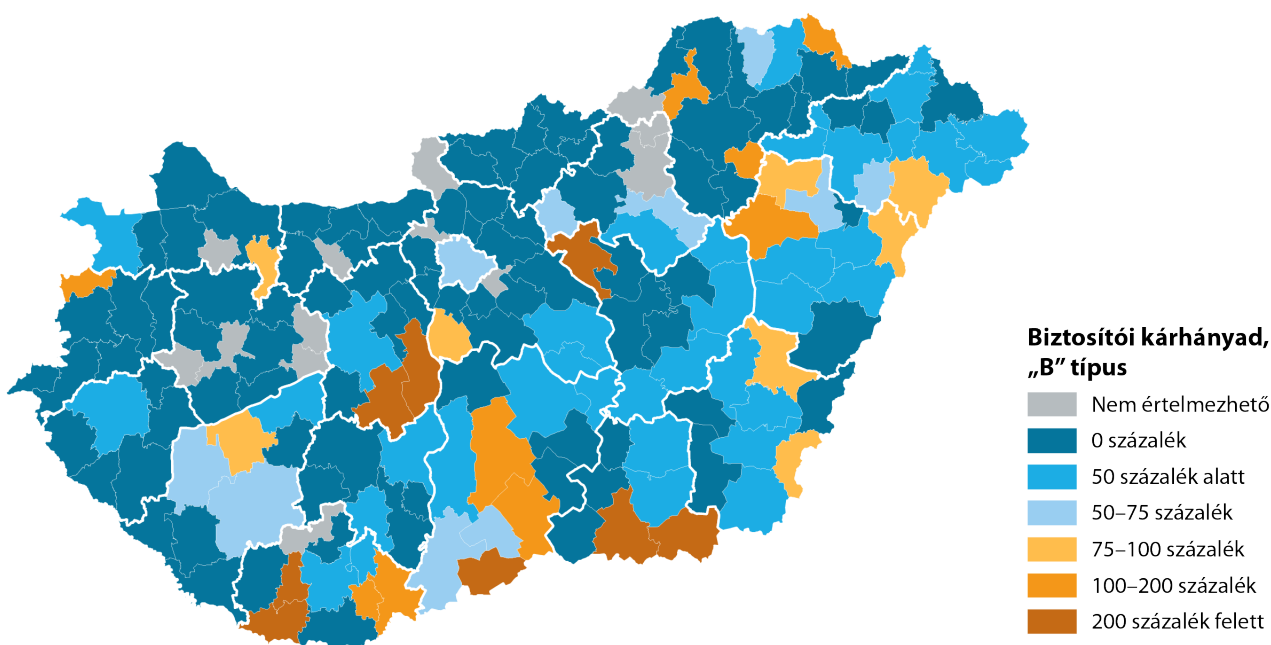 Biztosítói kárhányad,
„B” típus
Nem értelmezhető
0 százalék
50 százalék alatt
50–75 százalék
75–100 százalék
100–200 százalék
200 százalék felett